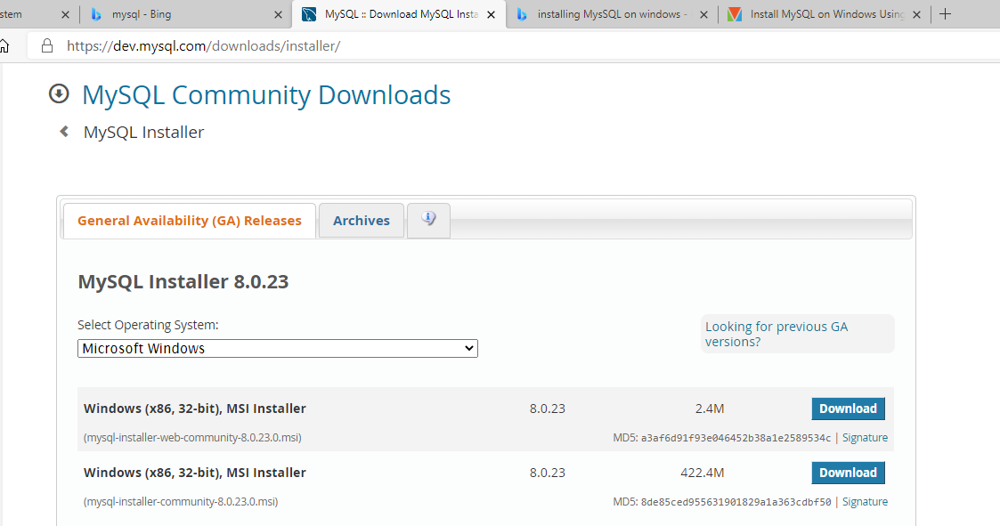 stem
mysql - Bing
MySQL :: Download MySQL Insta
installing MysSQL on windows -
Install MySQL on Windows Using
https://dev.mysql.com/downloads/installer/
MySQL Community Downloads
MySQL Installer
General Availability (GA) Releases
Archives
MySQL Installer 8.0.23
Select Operating System:
Looking for previous GA
versions?
Microsoft Windows
Windows (x86, 32-bit), MSI Installer 8.0.23 2.4M Download
(mysql-installer-web-community-8.0.23.0.msi) MD5: a3af6d91f93e046452b38a1e2589534c | Signature
Windows (x86, 32-bit), MSI Installer 8.0.23 422.4M Download
(mysql-installer-community-8.0.23.0.msi) MD5: 8de85ced955631901829a1a363cdbf50 | Signature